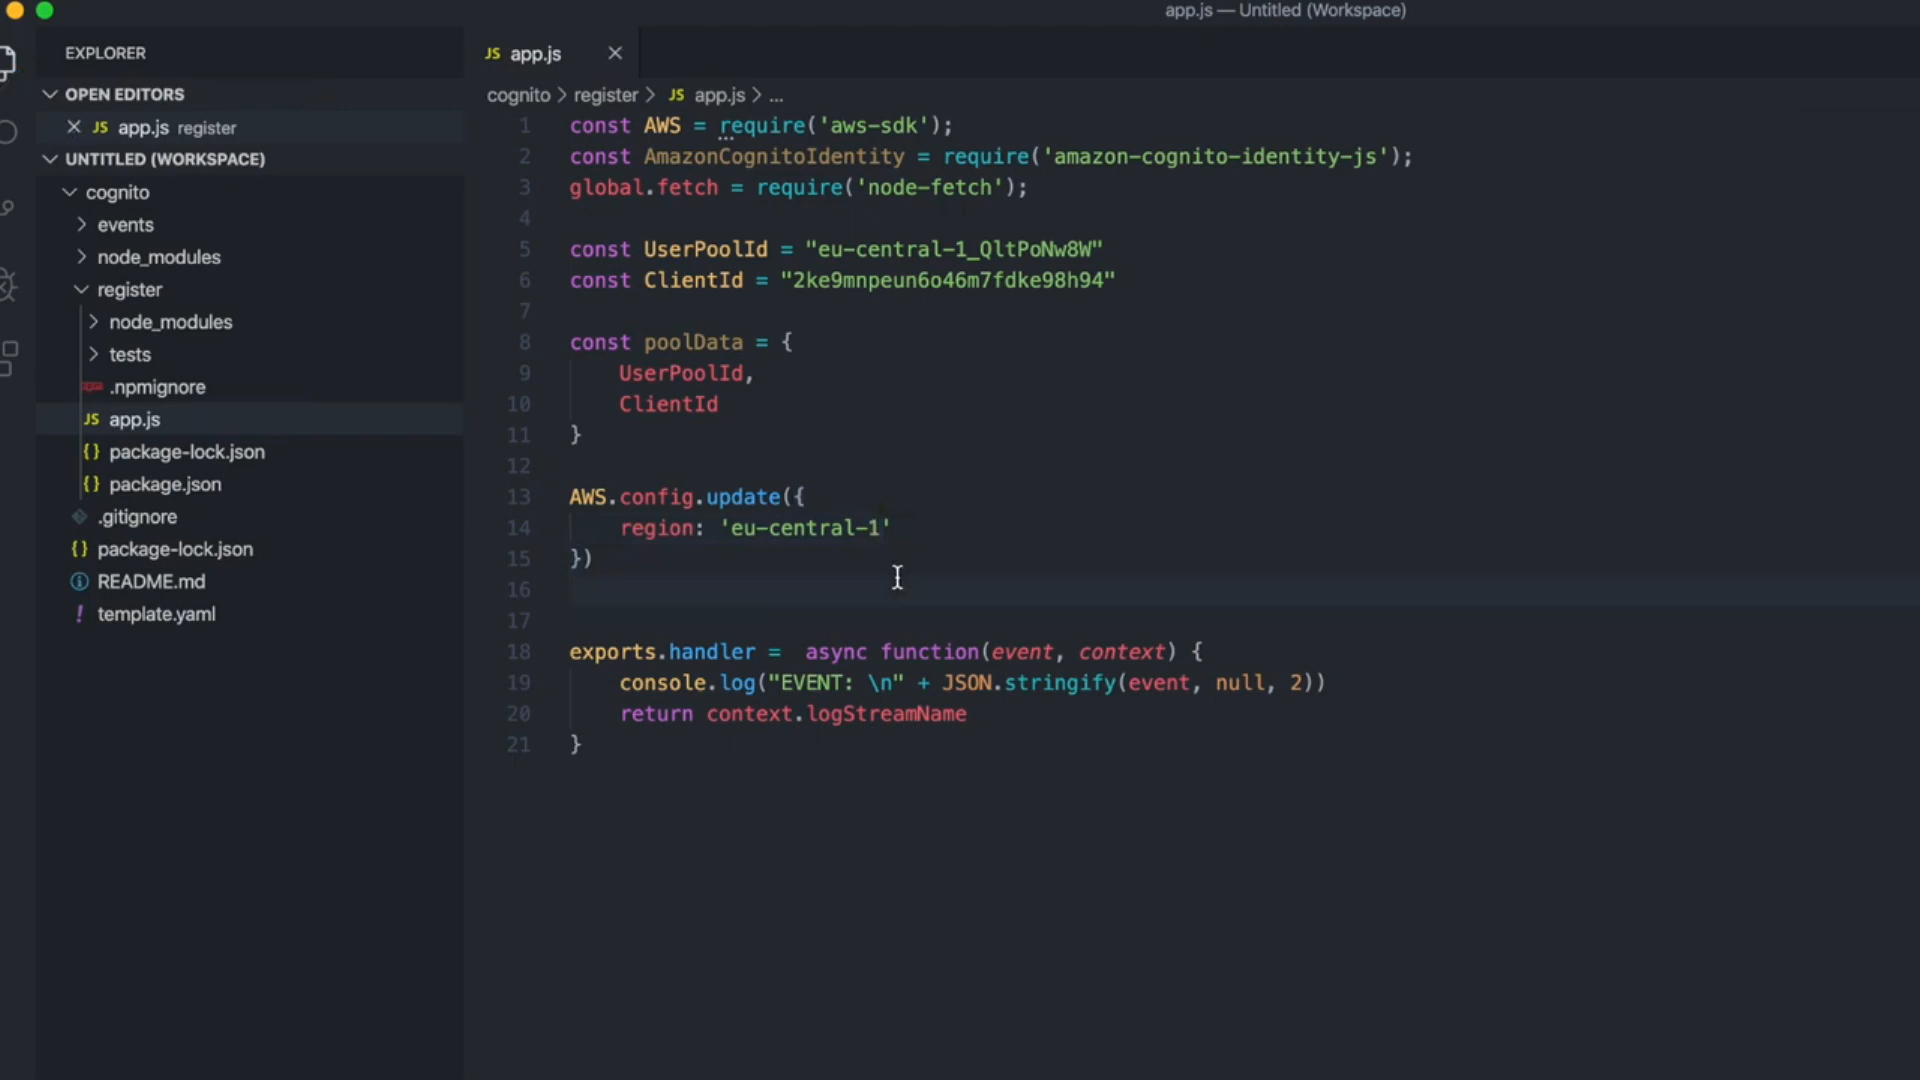 app.js — Untitled (Workspace)
EXPLORER
OPEN EDITORS
JS app.js register
UNTITLED (WORKSPACE)
cognito
events
node_modules
register
node_modules
tests
.npmignore
JS app.js
{} package-lock.json
{} package.json
.gitignore
{} package-lock.json
README.md
! template.yaml
JS app.js
cognito > register > JS app.js > ...
1 const AWS = require('aws-sdk');
2 const AmazonCognitoIdentity = require('amazon-cognito-identity-js');
3 global.fetch = require('node-fetch');
4
5 const UserPoolId = "eu-central-1_QltPoNw8W"
6 const ClientId = "2ke9mnpeun6o46m7fdke98h94"
7
8 const poolData = {
9 UserPoolId,
10 ClientId
11 }
12
13 AWS.config.update({
14 region: 'eu-central-1'
15 })
16
17
18 exports.handler =  async function(event, context) {
19 console.log("EVENT: \n" + JSON.stringify(event, null, 2))
20 return context.logStreamName
21 }